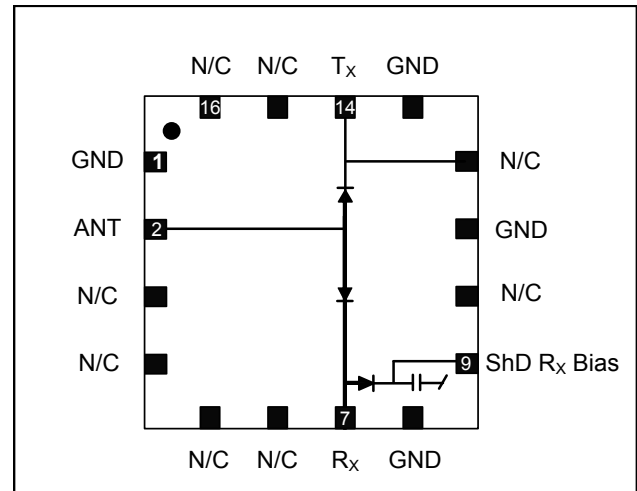 N/C N/C TX GND
16 14
GND 1 N/C
ANT 2 GND
N/C N/C
N/C 9 ShD RX Bias
7
N/C N/C RX GND